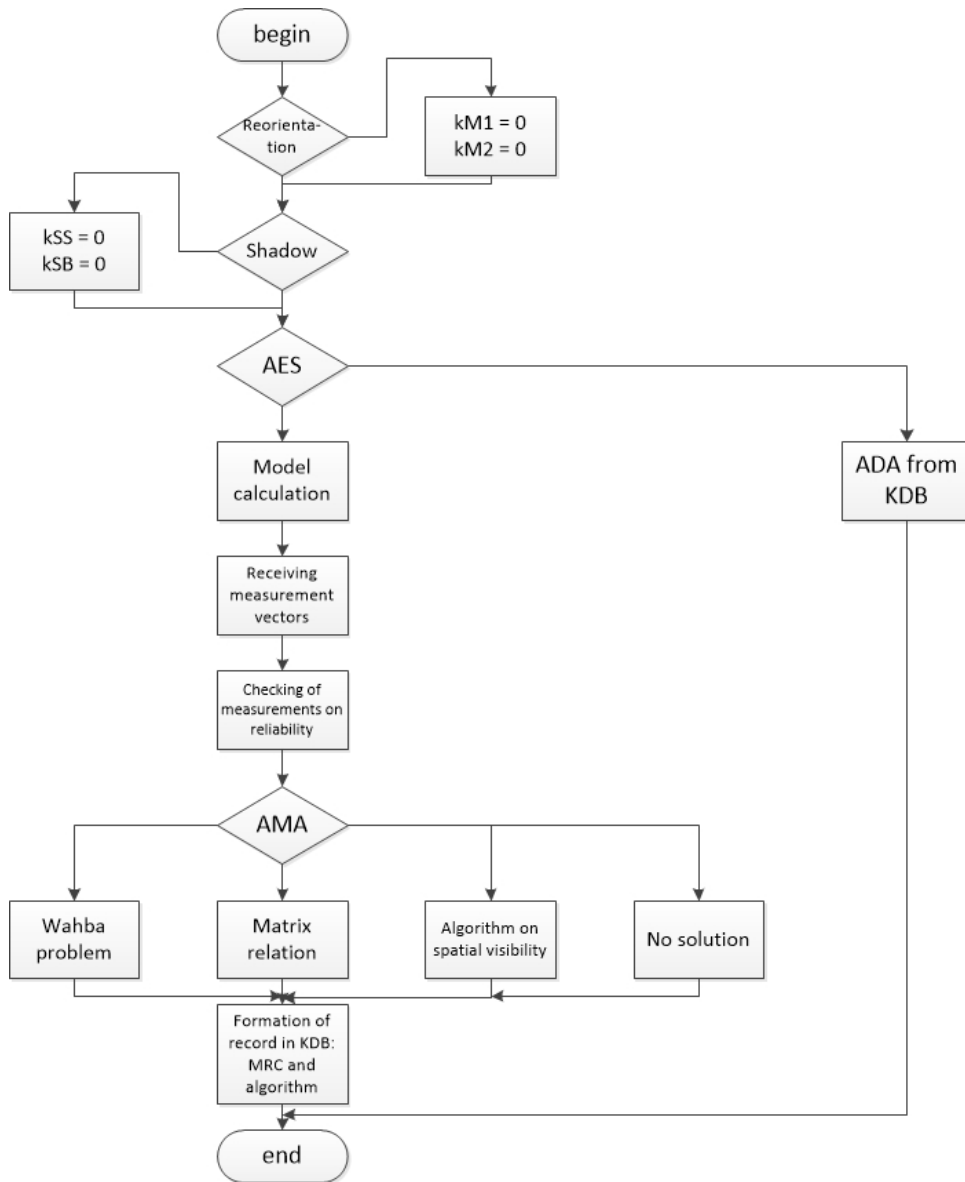 begin
Reorienta-
tion
kM1 = 0
kM2 = 0
kSS = 0
kSB = 0
Shadow
AES
Model
calculation
ADA from
KDB
Receiving
measurement
vectors
Checking of
measurements on
reliability
AMA
Wahba
problem
Matrix
relation
Algorithm on
spatial visibility
No solution
Formation of
record in KDB:
MRC and
algorithm
end